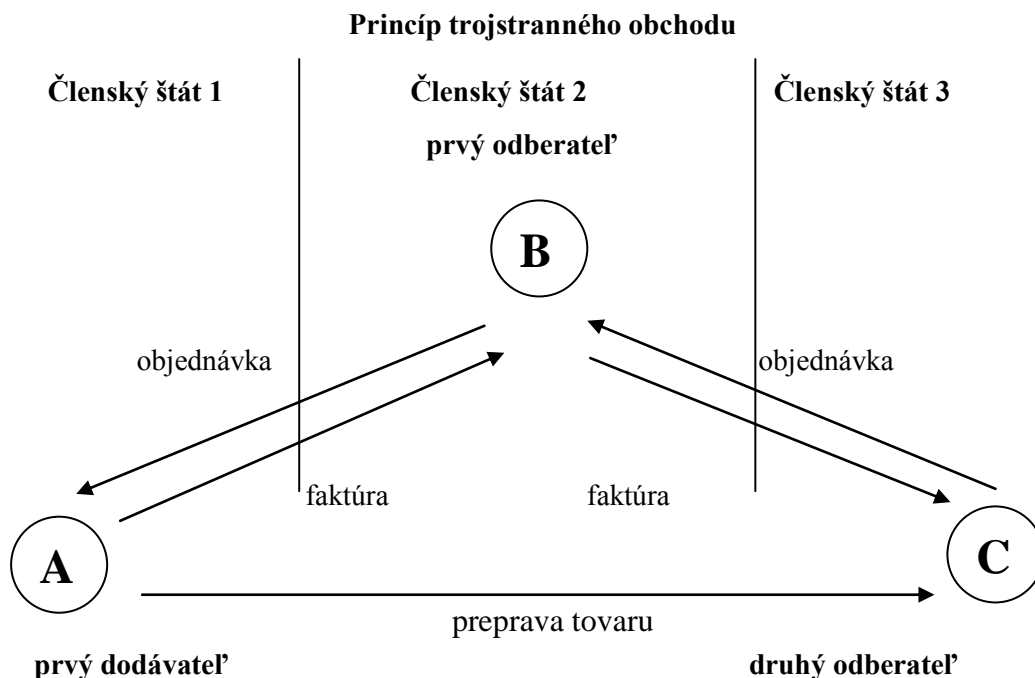 Princíp trojstranného obchodu
Členský štát 1 Členský štát 2 Členský štát 3
prvý odberateľ
B
objednávka objednávka
faktúra faktúra
A C
preprava tovaru
prvý dodávateľ druhý odberateľ